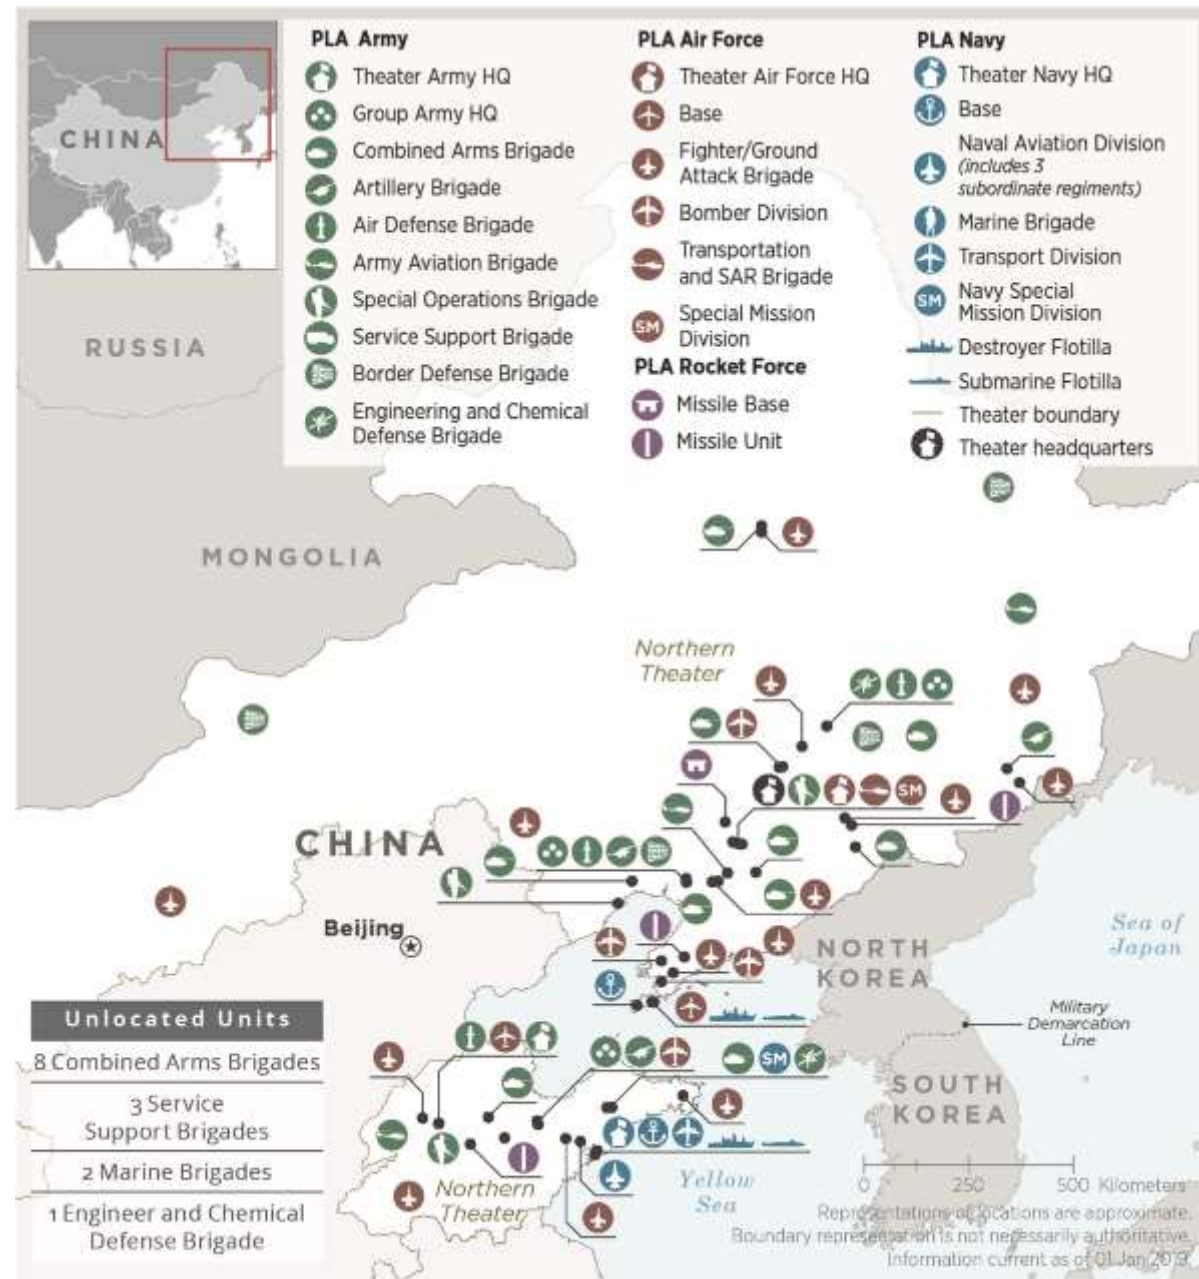 CHINA
PLA Army
Theater Army HQ
Group Army HQ
Combined Arms Brigade
Artillery Brigade
Air Defense Brigade
Army Aviation Brigade
Special Operations Brigade
Service Support Brigade
Border Defense Brigade
Engineering and Chemical
Defense Brigade
PLA Air Force
Theater Air Force HQ
Base
Fighter/Ground
Attack Brigade
Bomber Division
Transportation
and SAR Brigade
SM
Special Mission
Division
PLA Rocket Force
Missile Base
Missile Unit
PLA Navy
Theater Navy HQ
Base
Naval Aviation Division
(includes 3
subordinate regiments)
Marine Brigade
Transport Division
SM
Navy Special
Mission Division
Destroyer Flotilla
Submarine Flotilla
Theater boundary
Theater headquarters
RUSSIA
MONGOLIA
Northern
Theater
SM
CHINA
Beijing
Sea of
Japan
NORTH
KOREA
Military
Demarcation
Line
SM
SOUTH
KOREA
Yellow
Sea
Northern
Theater
Unlocated Units
8 Combined Arms Brigades
3 Service
Support Brigades
2 Marine Brigades
1 Engineer and Chemical
Defense Brigade
0 250 500 Kilometers
Representations of locations are approximate.
Boundary representation is not necessarily authoritative.
Information current as of 01 Jan 2019.